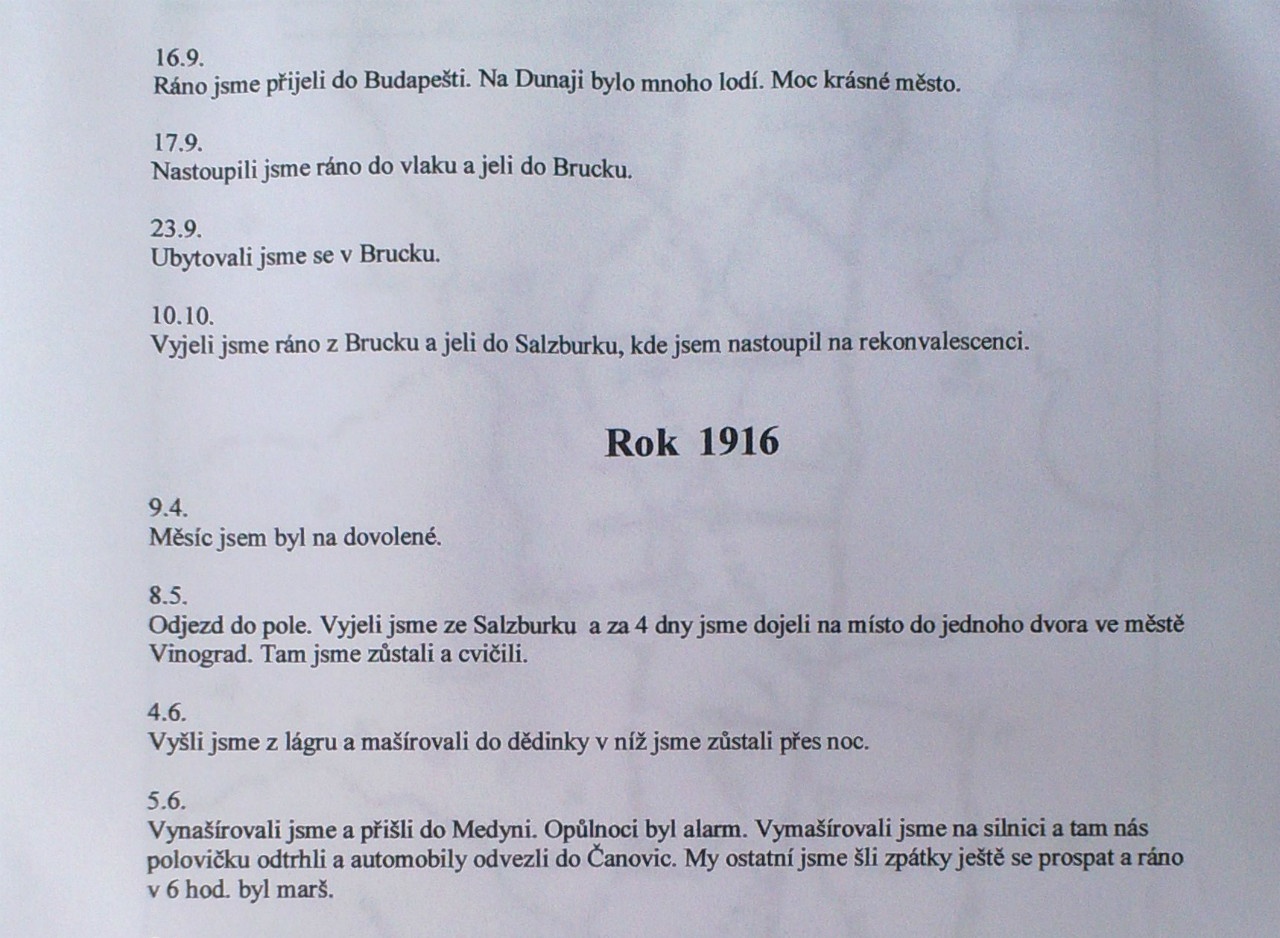 16.9.
Ráno jsme přijeli do Budapešti. Na Dunaji bylo mnoho lodí. Moc krásné město.
17.9.
Nastoupili jsme ráno do vlaku a jeli do Brucku.
23.9.
Ubytovali jsme se v Brucku.
10.10.
Vyjeli jsme ráno z Brucku a jeli do Salzburku, kde jsem nastoupil na rekonvalescenci.
Rok 1916
9.4.
Měsíc jsem byl na dovolené.
8.5.
Odjezd do pole. Vyjeli jsme ze Salzburku a za 4 dny jsme dojeli na místo do jednoho dvora ve městě
Vinograd. Tam jsme zůstali a cvičili.
4.6.
Vyšli jsme z lágru a mašírovali do dědinky v níž jsme zůstali přes noc.
5.6.
Vynašírovali jsme a přišli do Medyni. Opůlnoci byl alarm. Vymašírovali jsme na silnici a tam nás
polovičku odtrhli a automobily odvezli do Čanovic. My ostatní jsme šli zpátky ještě se prospat a ráno
v 6 hod. byl marš.